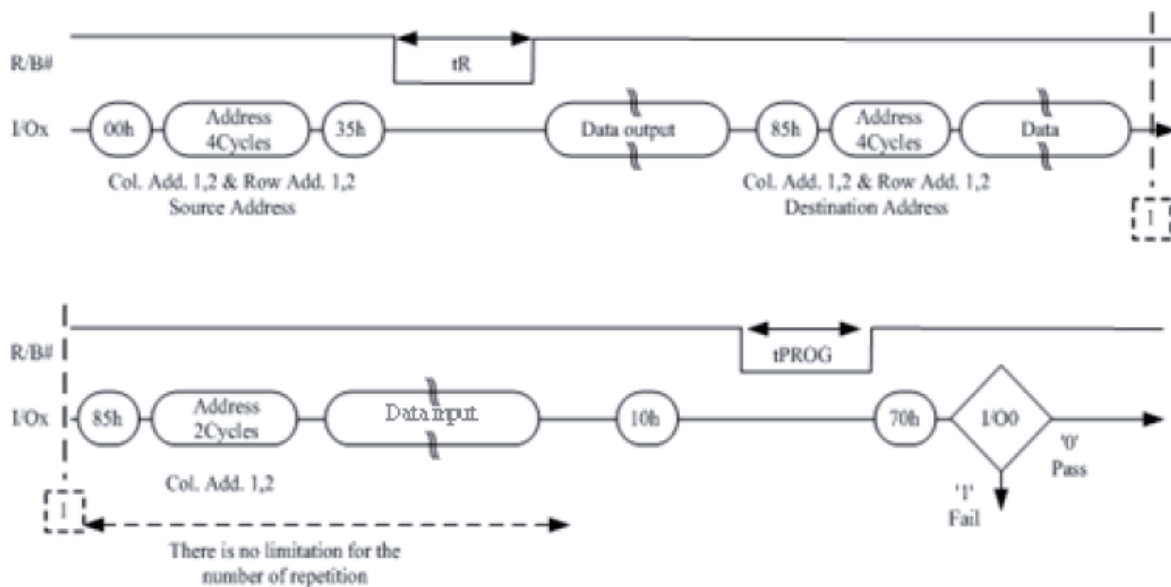 R/B#
tR
I/Ox
00h
Address
4Cycles
35h
Data output
85h
Address
4Cycles
Data
Col. Add. 1,2 & Row Add. 1,2
Source Address
Col. Add. 1,2 & Row Add. 1,2
Destination Address
1
R/B#
tPROG
I/Ox
85h
Address
2Cycles
Data input
10h
70h
I/O0
'0'
Pass
Col. Add. 1,2
'1'
Fail
1
There is no limitation for the
number of repetition